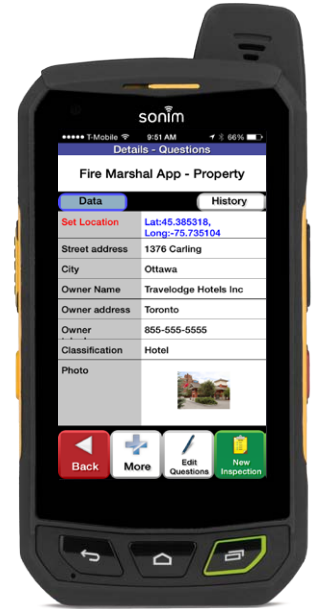 sonim
T-Mobile 9:51 AM 66%
Details - Questions
Fire Marshal App - Property
Data History
Set Location Lat:45.385318,
Long:-75.735104
Street address 1376 Carling
City Ottawa
Owner Name Travelodge Hotels Inc
Owner address Toronto
Owner 855-555-5555
Classification Hotel
Photo
Back More Edit
Questions New
Inspection